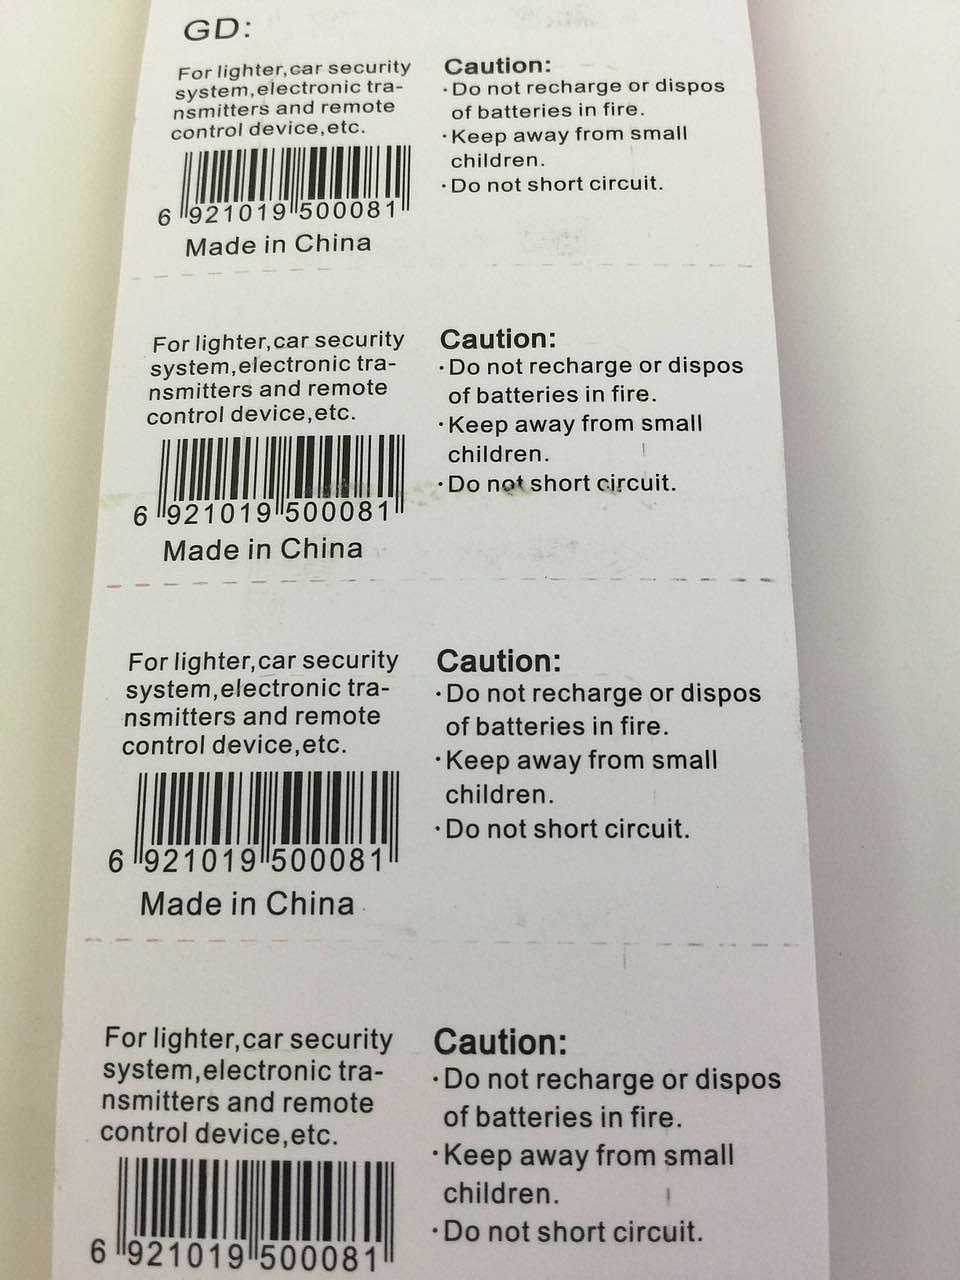 GD:
For lighter,car security
system,electronic tra-
nsmitters and remote
control device,etc.
6 921019 500081
Made in China
Caution:
·Do not recharge or dispos
of batteries in fire.
·Keep away from small
children.
·Do not short circuit.
For lighter,car security
system,electronic tra-
nsmitters and remote
control device,etc.
6 921019 500081
Made in China
Caution:
·Do not recharge or dispos
of batteries in fire.
·Keep away from small
children.
·Do not short circuit.
For lighter,car security
system,electronic tra-
nsmitters and remote
control device,etc.
6 921019 500081
Made in China
Caution:
·Do not recharge or dispos
of batteries in fire.
·Keep away from small
children.
·Do not short circuit.
For lighter,car security
system,electronic tra-
nsmitters and remote
control device,etc.
6 921019 500081
Caution:
·Do not recharge or dispos
of batteries in fire.
·Keep away from small
children.
·Do not short circuit.